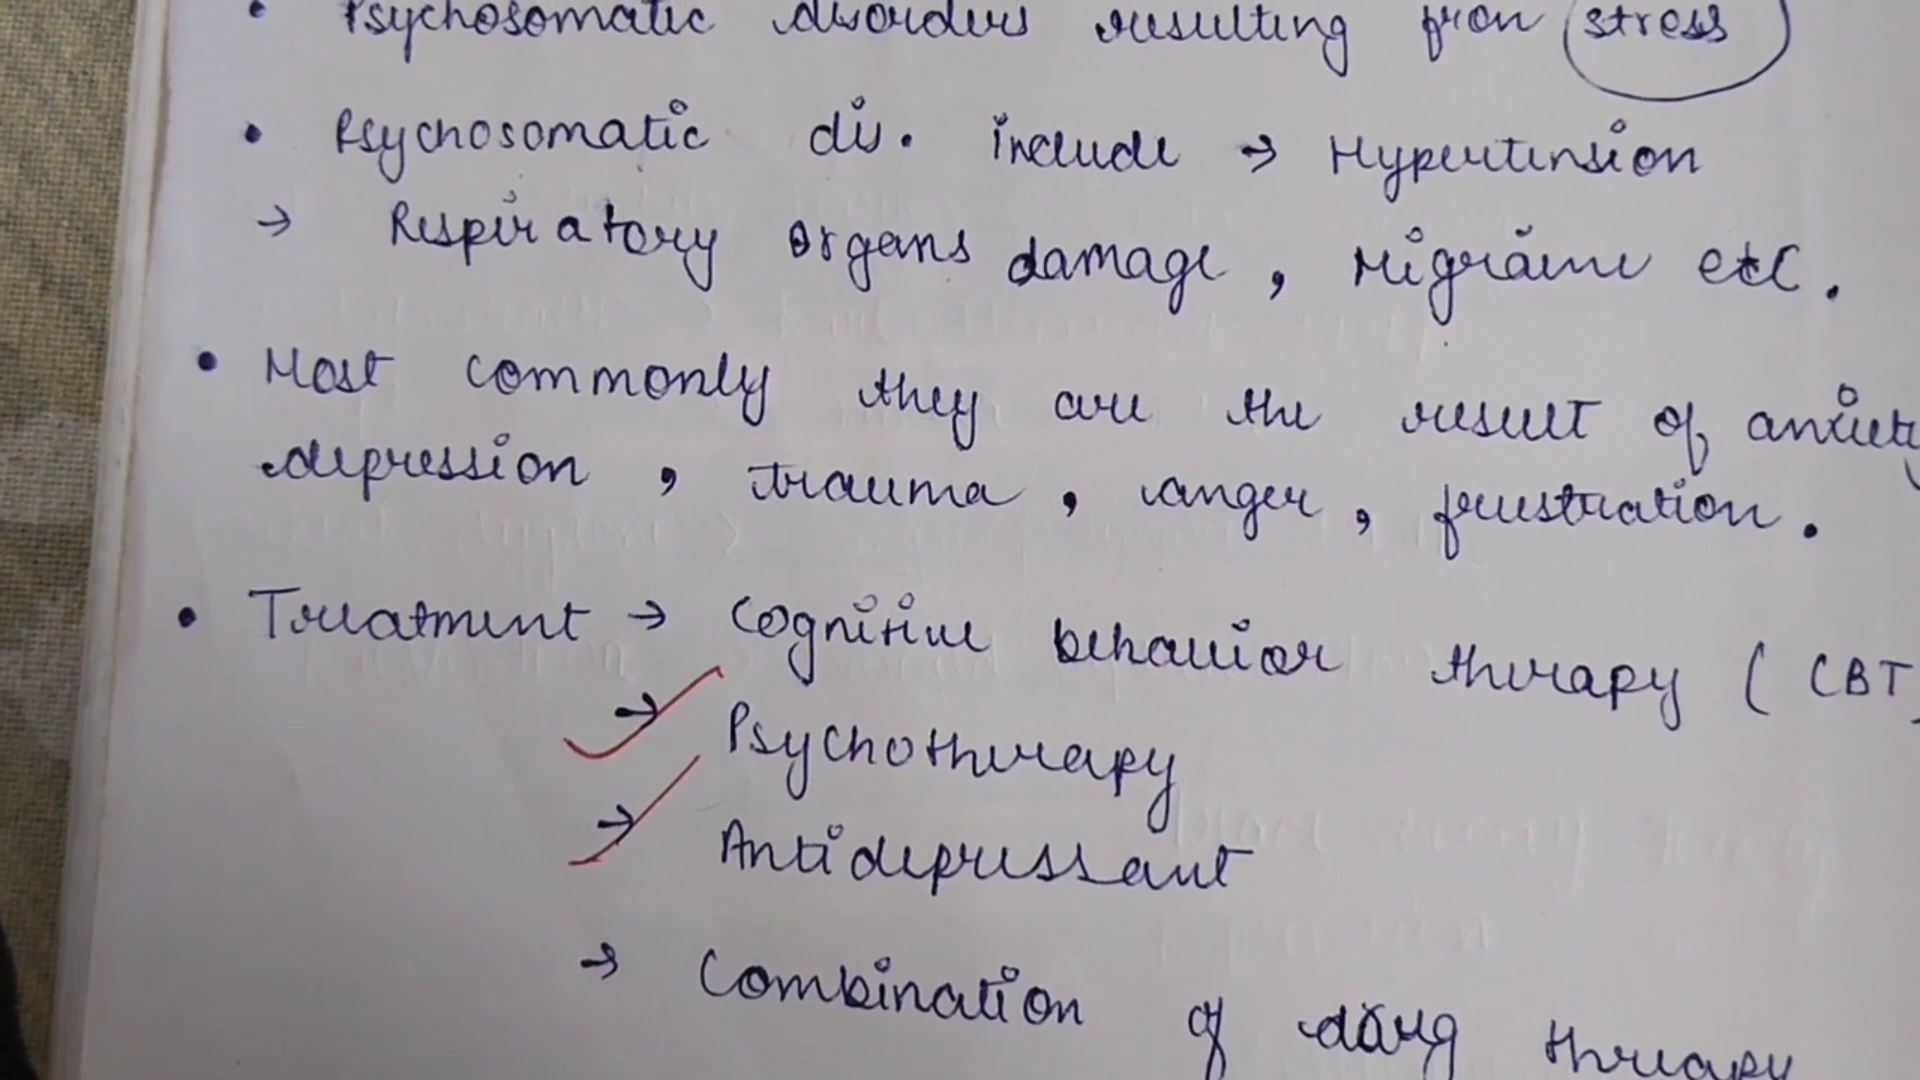 • Psychosomatic disorders resulting from stress
• Psychosomatic dis. include → Hypertension
→ Respiratory organs damage, Migraine etc.
• Most commonly they are the result of anxiety
depression, trauma, anger, frustration.
• Treatment → Cognitive behavior therapy (CBT)
→ Psychotherapy
→ Antidepressant
→ Combination of drug therapy